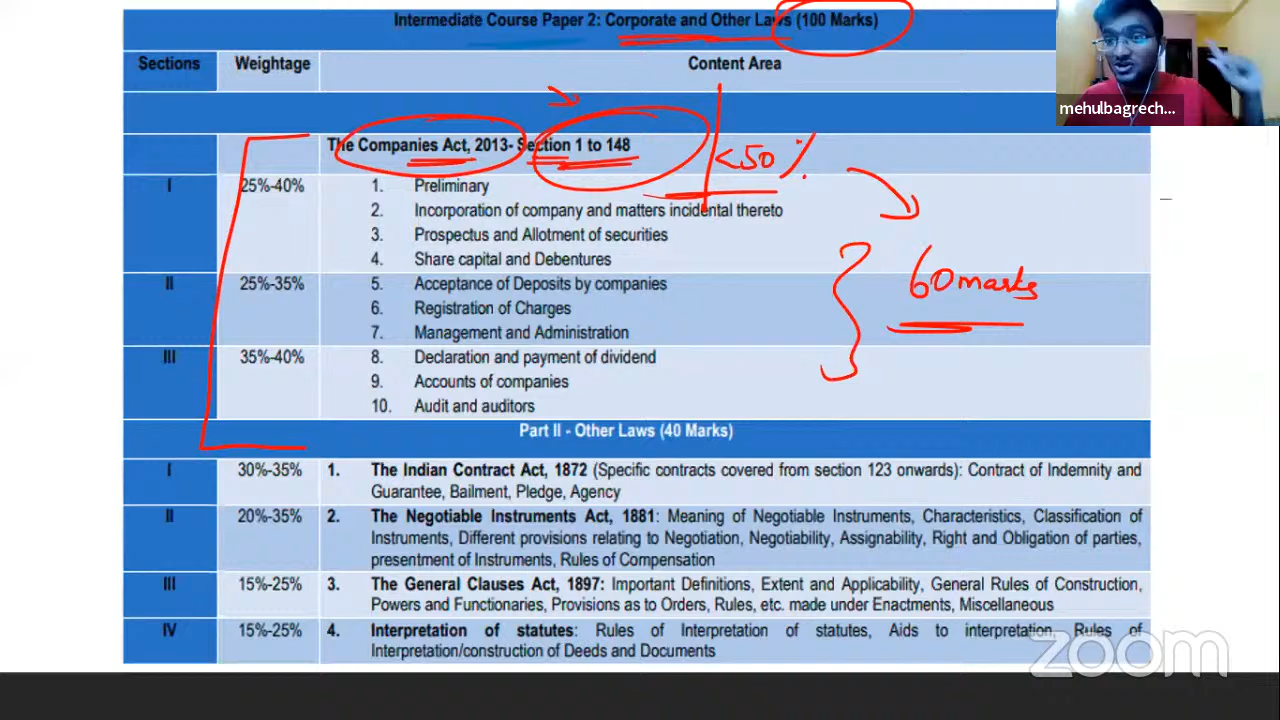 Intermediate Course Paper 2: Corporate and Other Laws (100 Marks)
Sections Weightage Content Area
The Companies Act, 2013- Section 1 to 148
<50 %
I 25%-40% 1. Preliminary
2. Incorporation of company and matters incidental thereto
3. Prospectus and Allotment of securities
4. Share capital and Debentures
II 25%-35% 5. Acceptance of Deposits by companies
6. Registration of Charges
7. Management and Administration
60 marks
III 35%-40% 8. Declaration and payment of dividend
9. Accounts of companies
10. Audit and auditors
Part II - Other Laws (40 Marks)
I 30%-35% 1. The Indian Contract Act, 1872 (Specific contracts covered from section 123 onwards): Contract of Indemnity and
Guarantee, Bailment, Pledge, Agency
II 20%-35% 2. The Negotiable Instruments Act, 1881: Meaning of Negotiable Instruments, Characteristics, Classification of
Instruments, Different provisions relating to Negotiation, Negotiability, Assignability, Right and Obligation of parties,
presentment of Instruments, Rules of Compensation
III 15%-25% 3. The General Clauses Act, 1897: Important Definitions, Extent and Applicability, General Rules of Construction,
Powers and Functionaries, Provisions as to Orders, Rules, etc. made under Enactments, Miscellaneous
IV 15%-25% 4. Interpretation of statutes: Rules of Interpretation of statutes, Aids to interpretation, Rules of
Interpretation/construction of Deeds and Documents
mehulbagrech...
zoom